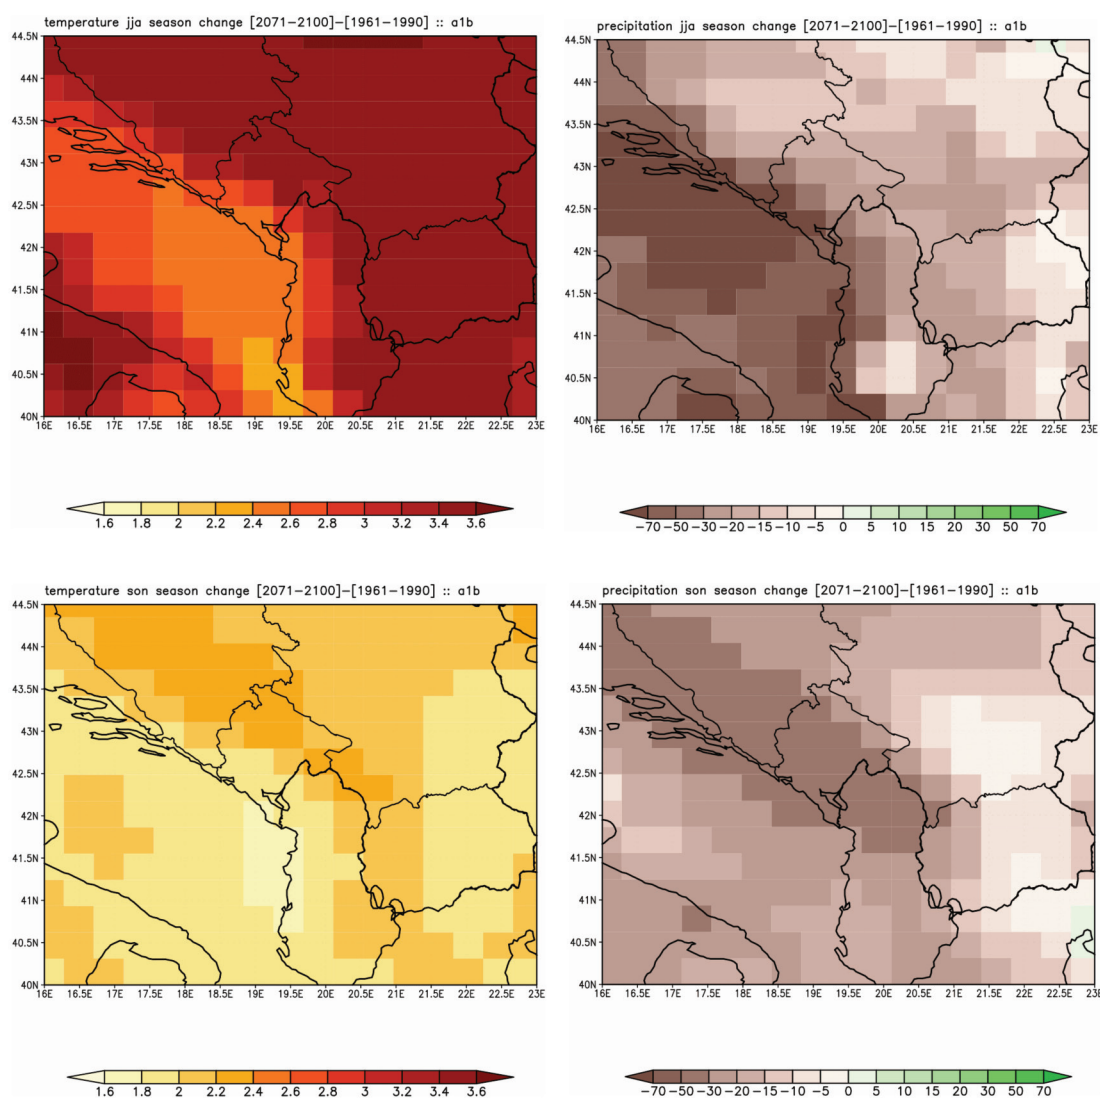 temperature jja season change [2071-2100]-[1961-1990] :: a1b
44.5N
44N
43.5N
43N
42.5N
42N
41.5N
41N
40.5N
40N
16E 16.5E 17E 17.5E 18E 18.5E 19E 19.5E 20E 20.5E 21E 21.5E 22E 22.5E 23E
1.6 1.8 2 2.2 2.4 2.6 2.8 3 3.2 3.4 3.6
precipitation jja season change [2071-2100]-[1961-1990] :: a1b
44.5N
44N
43.5N
43N
42.5N
42N
41.5N
41N
40.5N
40N
16E 16.5E 17E 17.5E 18E 18.5E 19E 19.5E 20E 20.5E 21E 21.5E 22E 22.5E 23E
-70 -50 -30 -20 -15 -10 -5 0 5 10 15 20 30 50 70
temperature son season change [2071-2100]-[1961-1990] :: a1b
44.5N
44N
43.5N
43N
42.5N
42N
41.5N
41N
40.5N
40N
16E 16.5E 17E 17.5E 18E 18.5E 19E 19.5E 20E 20.5E 21E 21.5E 22E 22.5E 23E
1.6 1.8 2 2.2 2.4 2.6 2.8 3 3.2 3.4 3.6
precipitation son season change [2071-2100]-[1961-1990] :: a1b
44.5N
44N
43.5N
43N
42.5N
42N
41.5N
41N
40.5N
40N
16E 16.5E 17E 17.5E 18E 18.5E 19E 19.5E 20E 20.5E 21E 21.5E 22E 22.5E 23E
-70 -50 -30 -20 -15 -10 -5 0 5 10 15 20 30 50 70